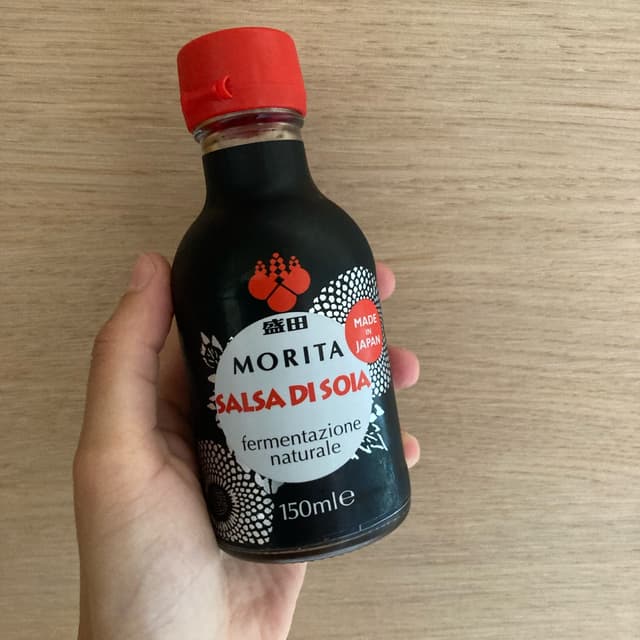 盛田
MORITA
MADE
IN
JAPAN
SALSA DI SOIA
fermentazione
naturale
150ml℮